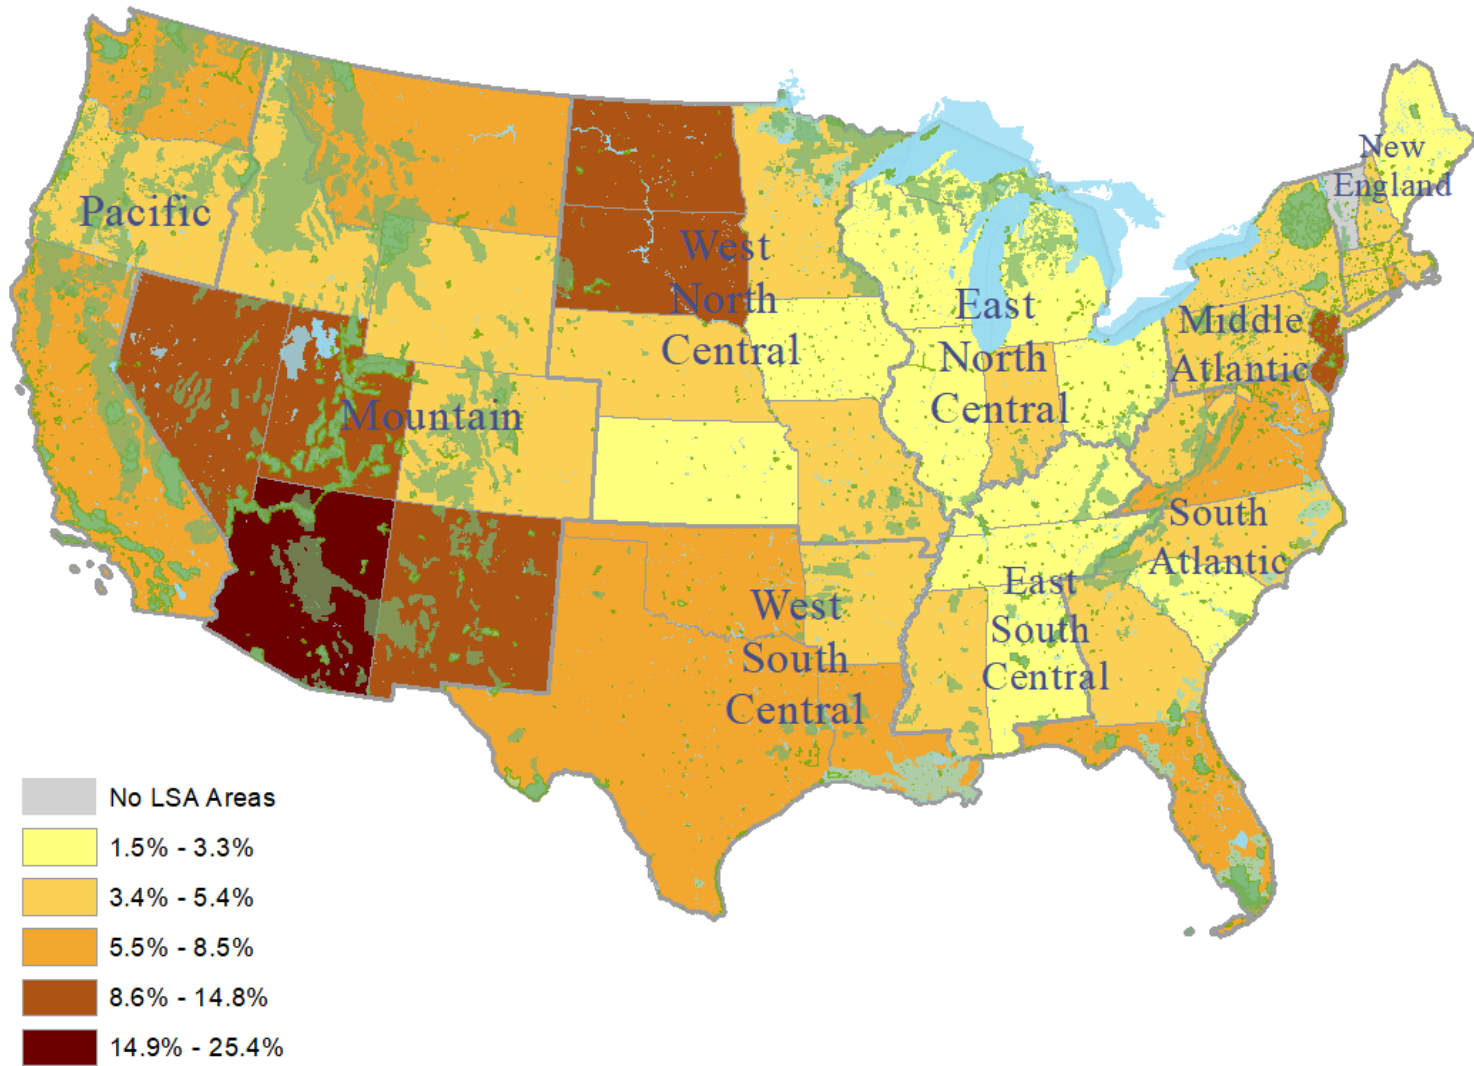 New
England
Pacific
West
North
Central
East
North
Central
Middle
Atlantic
Mountain
South
Atlantic
West
South
Central
East
South
Central
No LSA Areas
1.5% - 3.3%
3.4% - 5.4%
5.5% - 8.5%
8.6% - 14.8%
14.9% - 25.4%